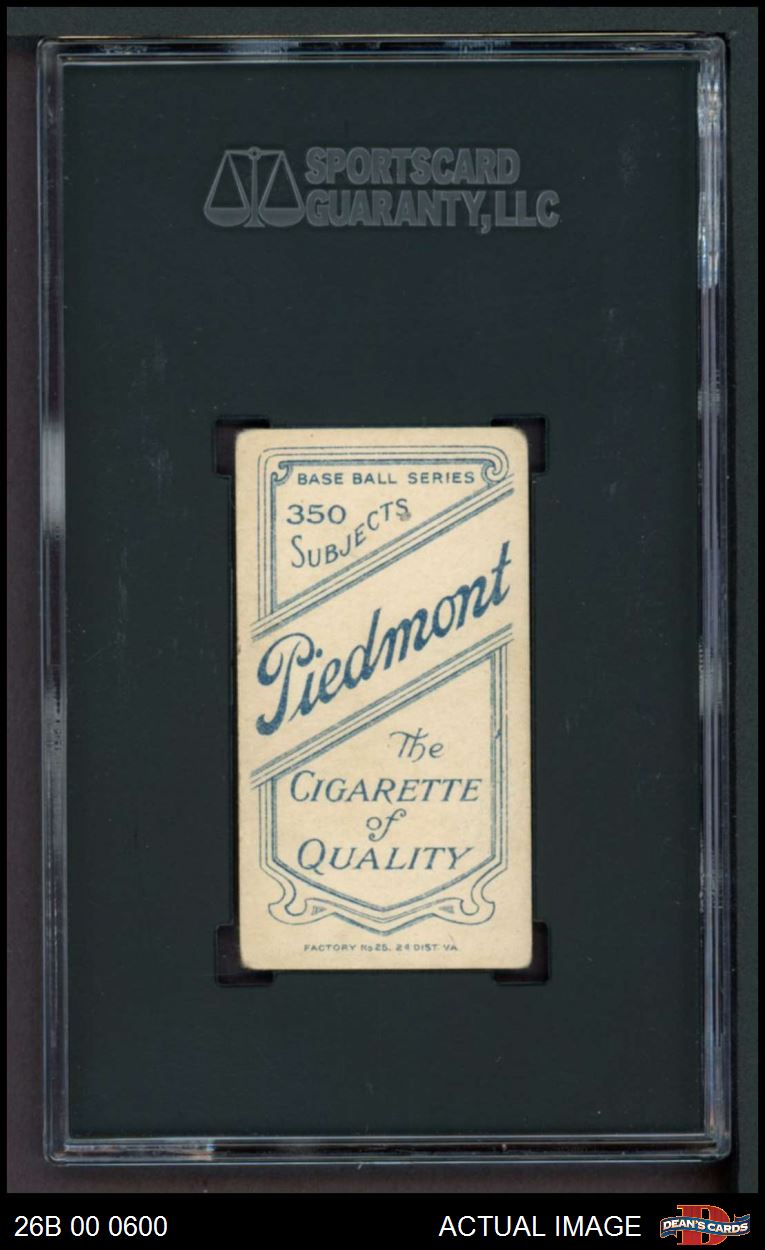 SPORTSCARD
GUARANTY, LLC
BASE BALL SERIES
350
SUBJECTS
Piedmont
The
CIGARETTE
of
QUALITY
FACTORY No 25. 2d DIST. VA
26B 00 0600
ACTUAL IMAGE
DEAN'S CARDS